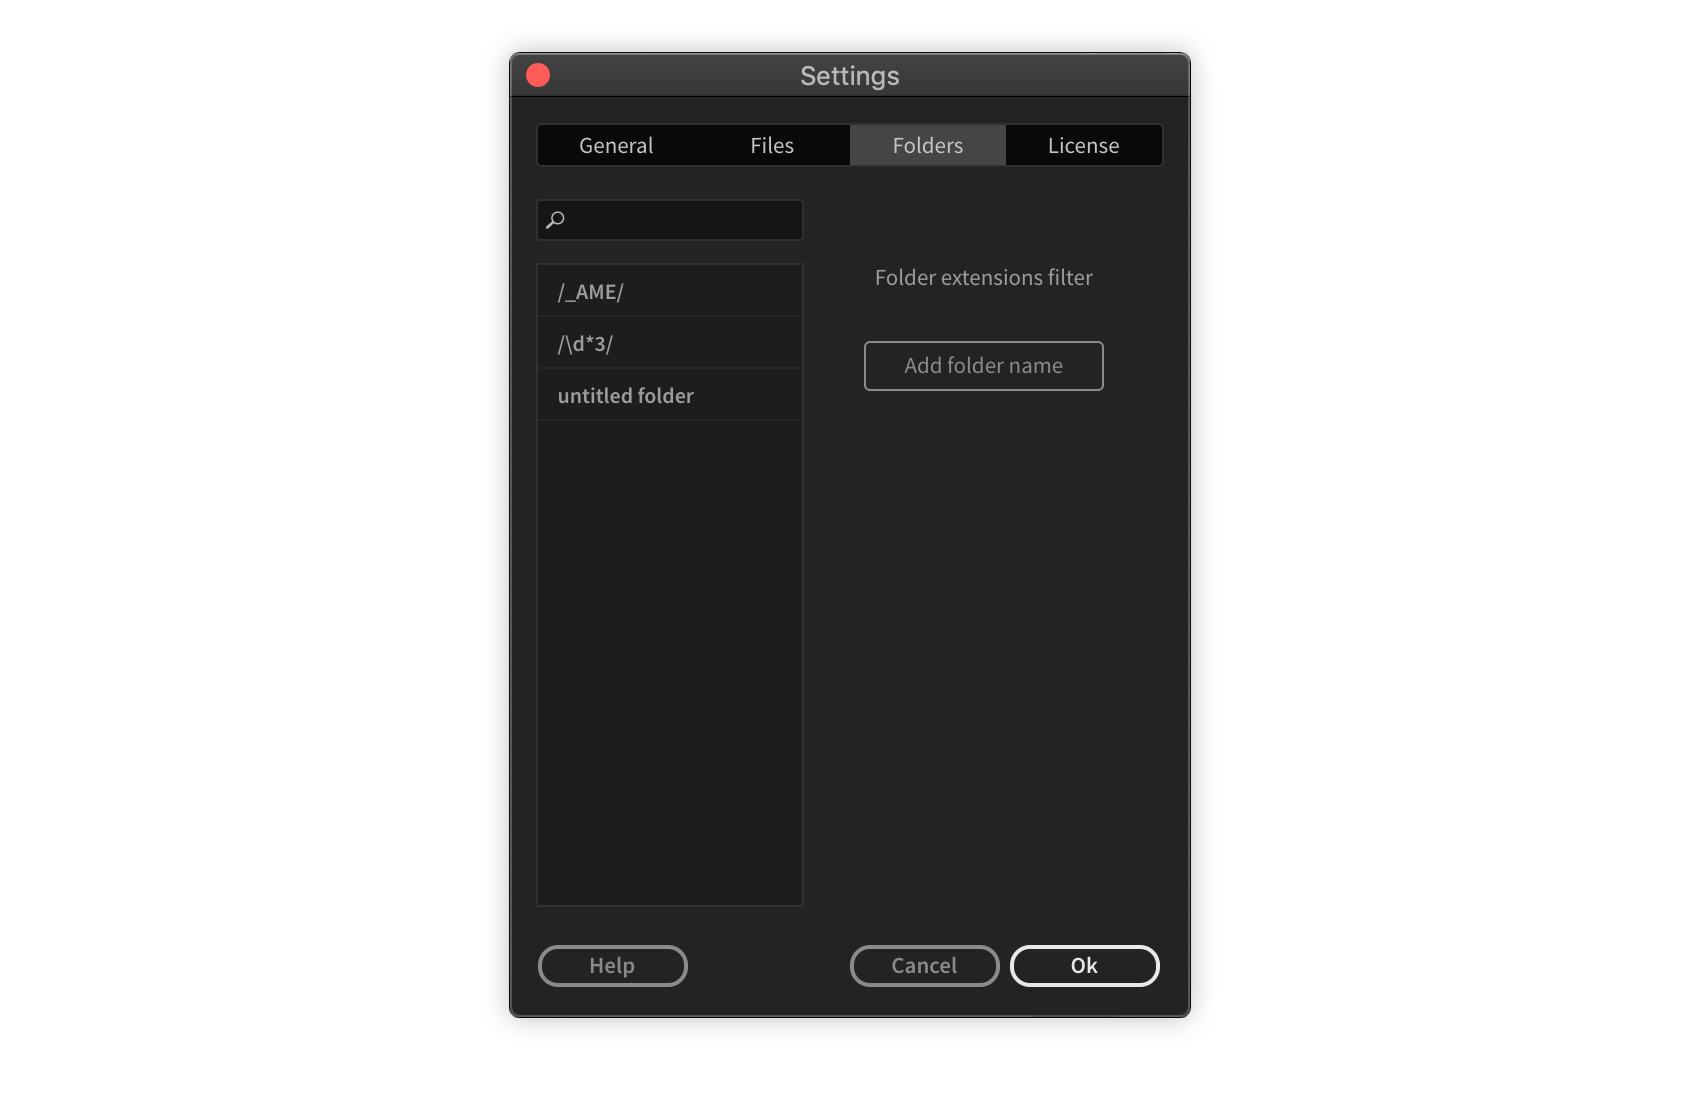 Settings
General
Files
Folders
License
/_AME/
/\d*3/
untitled folder
Folder extensions filter
Add folder name
Help
Cancel
Ok